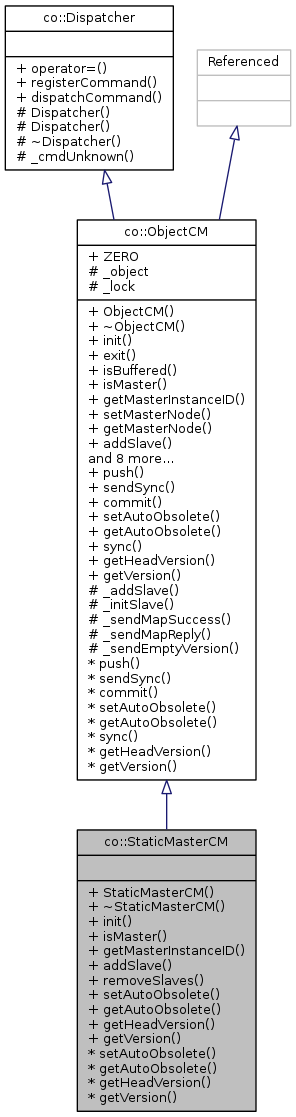 co::Dispatcher
+ operator=()
+ registerCommand()
+ dispatchCommand()
# Dispatcher()
# Dispatcher()
# ~Dispatcher()
# _cmdUnknown()
Referenced
co::ObjectCM
+ ZERO
# _object
# _lock
+ ObjectCM()
+ ~ObjectCM()
+ init()
+ exit()
+ isBuffered()
+ isMaster()
+ getMasterInstanceID()
+ setMasterNode()
+ getMasterNode()
+ addSlave()
and 8 more...
+ push()
+ sendSync()
+ commit()
+ setAutoObsolete()
+ getAutoObsolete()
+ sync()
+ getHeadVersion()
+ getVersion()
# _addSlave()
# _initSlave()
# _sendMapSuccess()
# _sendMapReply()
# _sendEmptyVersion()
* push()
* sendSync()
* commit()
* setAutoObsolete()
* getAutoObsolete()
* sync()
* getHeadVersion()
* getVersion()
co::StaticMasterCM
+ StaticMasterCM()
+ ~StaticMasterCM()
+ init()
+ isMaster()
+ getMasterInstanceID()
+ addSlave()
+ removeSlaves()
+ setAutoObsolete()
+ getAutoObsolete()
+ getHeadVersion()
+ getVersion()
* setAutoObsolete()
* getAutoObsolete()
* getHeadVersion()
* getVersion()